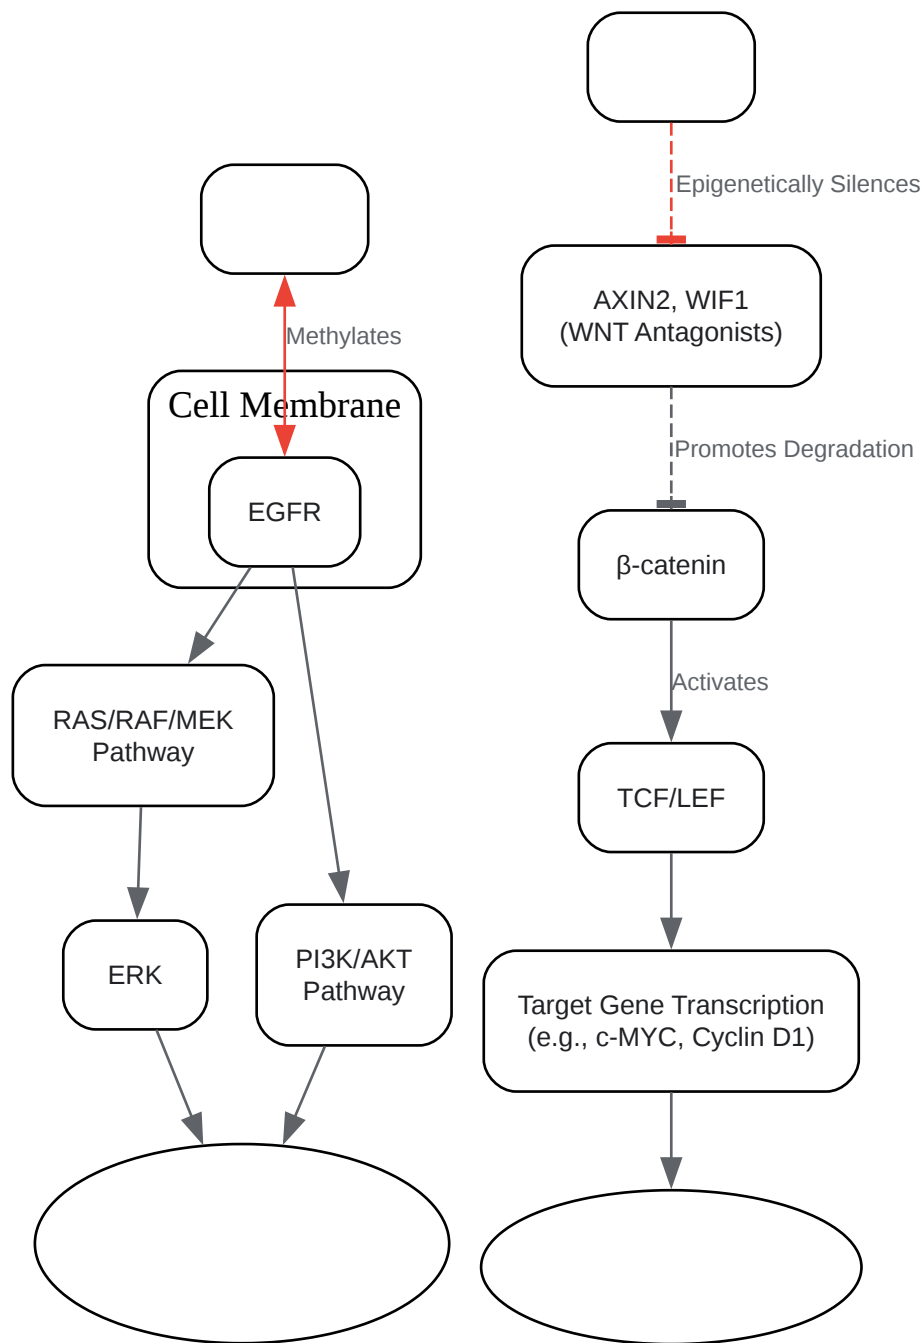 Epigenetically Silences
AXIN2, WIF1
(WNT Antagonists)
Methylates
Cell Membrane
EGFR
Promotes Degradation
β-catenin
RAS/RAF/MEK
Pathway
Activates
TCF/LEF
ERK
PI3K/AKT
Pathway
Target Gene Transcription
(e.g., c-MYC, Cyclin D1)